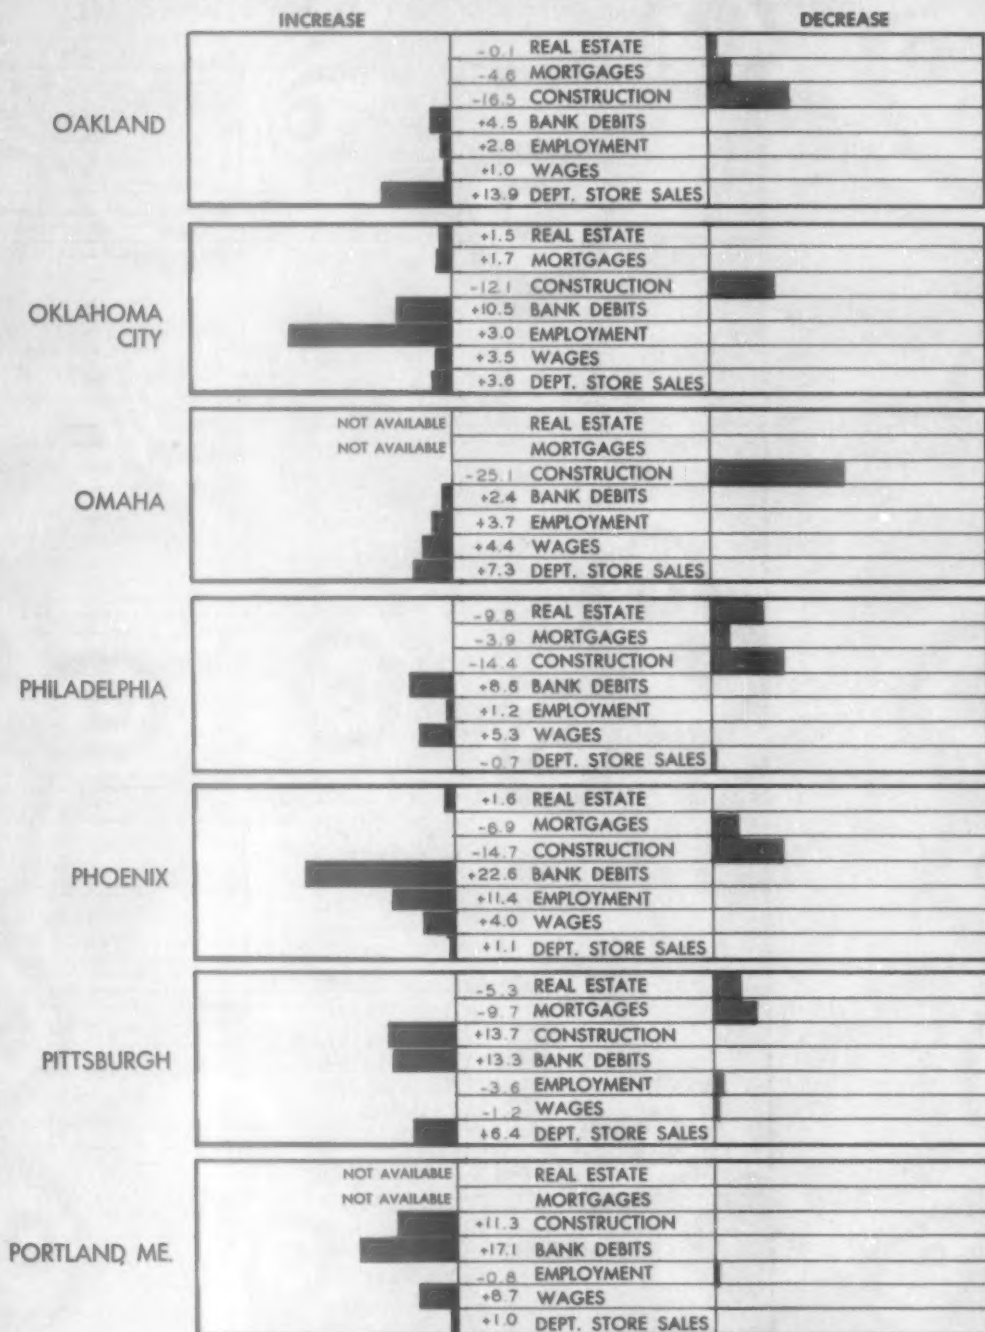 INCREASE DECREASE
OAKLAND
-0.1 REAL ESTATE
-4.6 MORTGAGES
-16.5 CONSTRUCTION
+4.5 BANK DEBITS
+2.8 EMPLOYMENT
+1.0 WAGES
+13.9 DEPT. STORE SALES
OKLAHOMA
CITY
+1.5 REAL ESTATE
+1.7 MORTGAGES
-12.1 CONSTRUCTION
+10.5 BANK DEBITS
+3.0 EMPLOYMENT
+3.5 WAGES
+3.6 DEPT. STORE SALES
OMAHA
NOT AVAILABLE REAL ESTATE
NOT AVAILABLE MORTGAGES
-25.1 CONSTRUCTION
+2.4 BANK DEBITS
+3.7 EMPLOYMENT
+4.4 WAGES
+7.3 DEPT. STORE SALES
PHILADELPHIA
-9.8 REAL ESTATE
-3.9 MORTGAGES
-14.4 CONSTRUCTION
+8.6 BANK DEBITS
+1.2 EMPLOYMENT
+5.3 WAGES
-0.7 DEPT. STORE SALES
PHOENIX
+1.6 REAL ESTATE
-6.9 MORTGAGES
-14.7 CONSTRUCTION
+22.6 BANK DEBITS
+11.4 EMPLOYMENT
+4.0 WAGES
+1.1 DEPT. STORE SALES
PITTSBURGH
-5.3 REAL ESTATE
-9.7 MORTGAGES
+13.7 CONSTRUCTION
+13.3 BANK DEBITS
-3.6 EMPLOYMENT
-1.2 WAGES
+6.4 DEPT. STORE SALES
PORTLAND, ME.
NOT AVAILABLE REAL ESTATE
NOT AVAILABLE MORTGAGES
+11.3 CONSTRUCTION
+17.1 BANK DEBITS
-0.8 EMPLOYMENT
+6.7 WAGES
+1.0 DEPT. STORE SALES